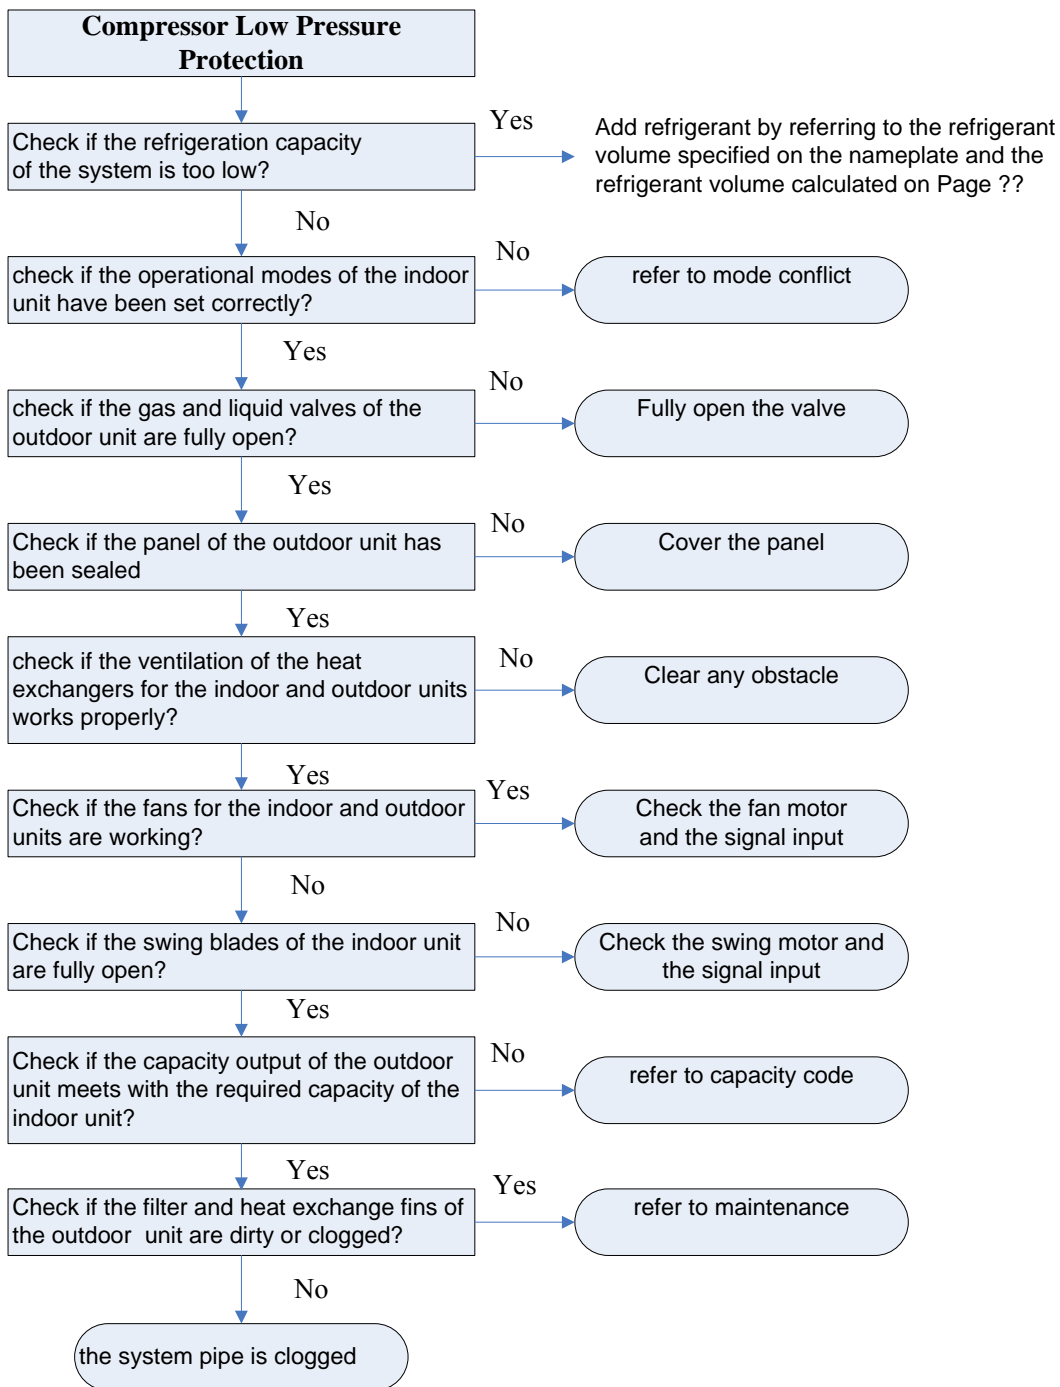 Compressor Low Pressure
Protection
Check if the refrigeration capacity
of the system is too low?
Yes
Add refrigerant by referring to the refrigerant
volume specified on the nameplate and the
refrigerant volume calculated on Page ??
No
check if the operational modes of the indoor
unit have been set correctly?
No
refer to mode conflict
Yes
check if the gas and liquid valves of the
outdoor unit are fully open?
No
Fully open the valve
Yes
Check if the panel of the outdoor unit has
been sealed
No
Cover the panel
Yes
check if the ventilation of the heat
exchangers for the indoor and outdoor units
works properly?
No
Clear any obstacle
Yes
Check if the fans for the indoor and outdoor
units are working?
Yes
Check the fan motor
and the signal input
No
Check if the swing blades of the indoor unit
are fully open?
No
Check the swing motor and
the signal input
Yes
Check if the capacity output of the outdoor
unit meets with the required capacity of the
indoor unit?
No
refer to capacity code
Yes
Check if the filter and heat exchange fins of
the outdoor  unit are dirty or clogged?
Yes
refer to maintenance
No
the system pipe is clogged